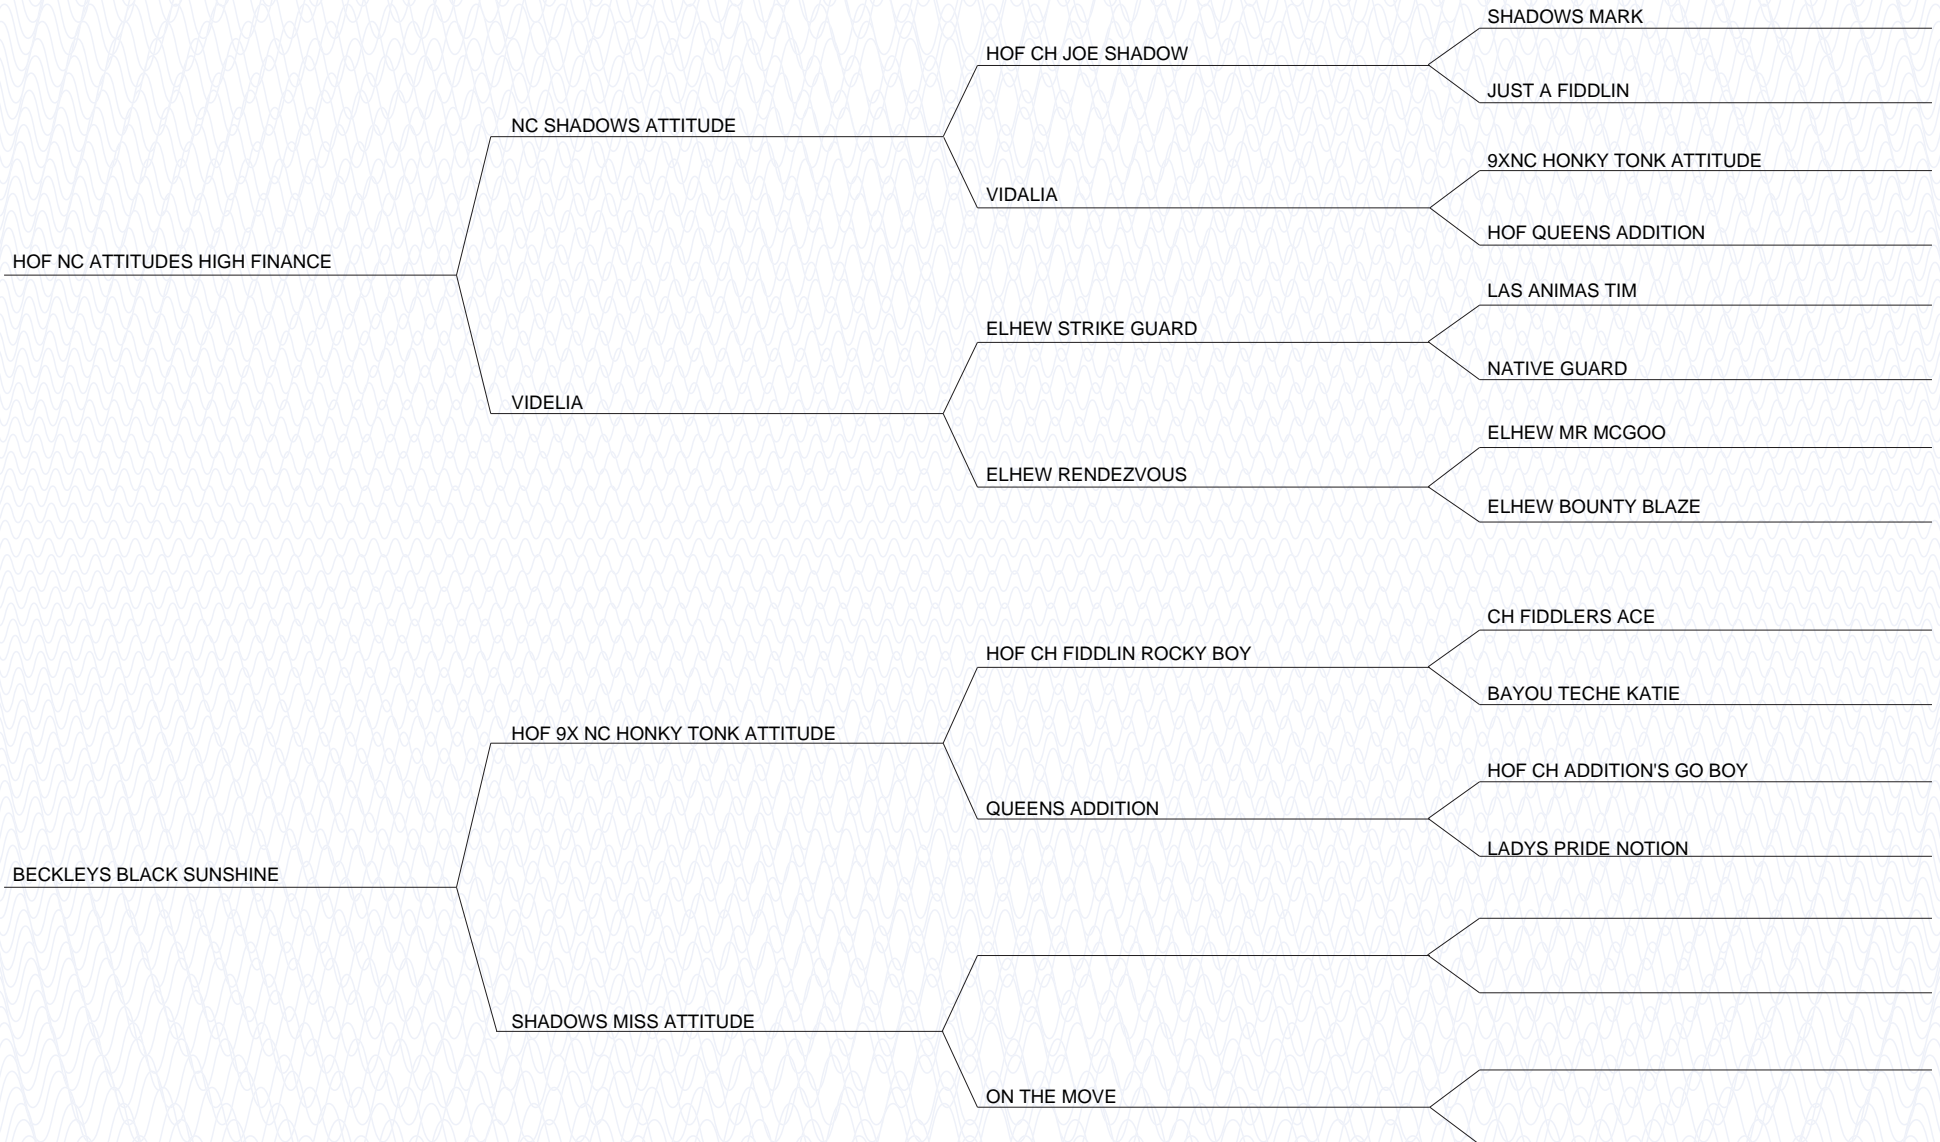 SHADOWS MARK
HOF CH JOE SHADOW
JUST A FIDDLIN
NC SHADOWS ATTITUDE
9XNC HONKY TONK ATTITUDE
VIDALIA
HOF QUEENS ADDITION
HOF NC ATTITUDES HIGH FINANCE
LAS ANIMAS TIM
ELHEW STRIKE GUARD
NATIVE GUARD
VIDELIA
ELHEW MR MCGOO
ELHEW RENDEZVOUS
ELHEW BOUNTY BLAZE
CH FIDDLERS ACE
HOF CH FIDDLIN ROCKY BOY
BAYOU TECHE KATIE
HOF 9X NC HONKY TONK ATTITUDE
HOF CH ADDITION'S GO BOY
QUEENS ADDITION
LADYS PRIDE NOTION
BECKLEYS BLACK SUNSHINE
SHADOWS MISS ATTITUDE
ON THE MOVE